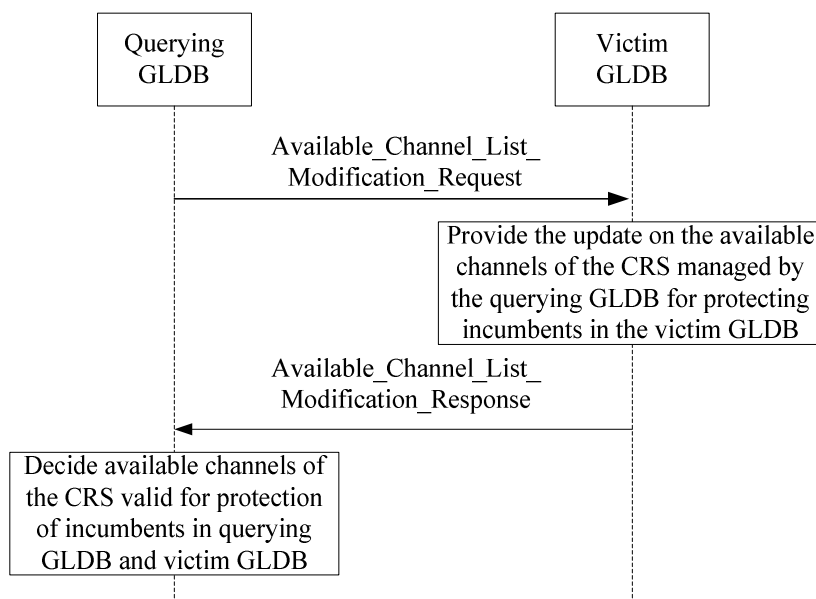 Querying
GLDB
Victim
GLDB
Available_Channel_List_
Modification_Request
Provide the update on the available
channels of the CRS managed by
the querying GLDB for protecting
incumbents in the victim GLDB
Available_Channel_List_
Modification_Response
Decide available channels of
the CRS valid for protection
of incumbents in querying
GLDB and victim GLDB